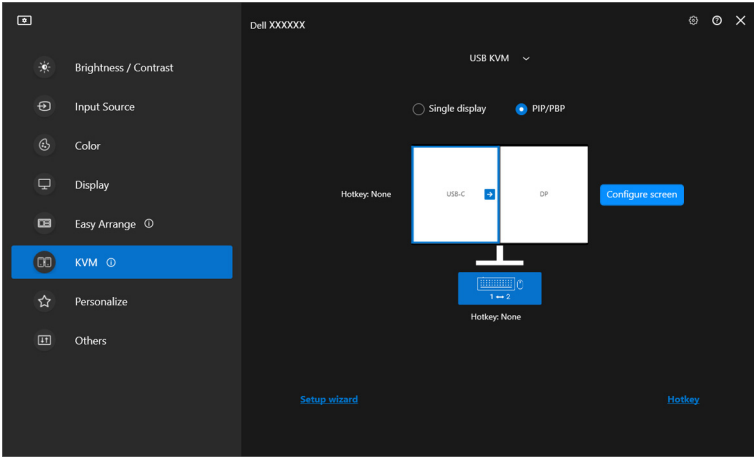 Dell XXXXXX
Brightness / Contrast
Input Source
Color
Display
Easy Arrange
KVM
Personalize
Others
USB KVM
Single display
PIP/PBP
Hotkey: None
USB-C
DP
Configure screen
1 ↔ 2
Hotkey: None
Setup wizard
Hotkey